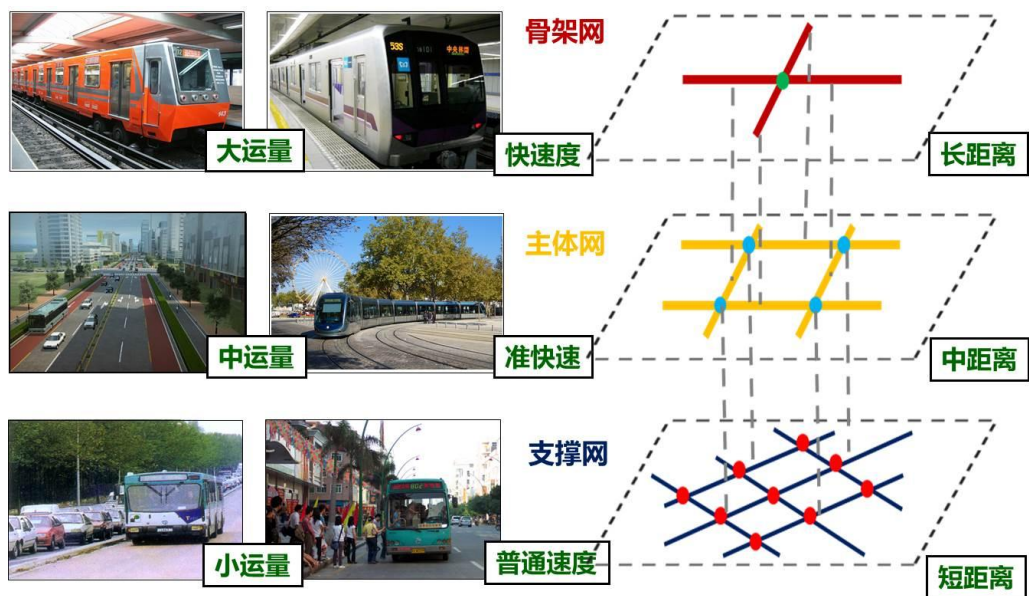 骨架网
大运量
快速度
长距离
主体网
中运量
准快速
中距离
支撑网
小运量
普通速度
短距离